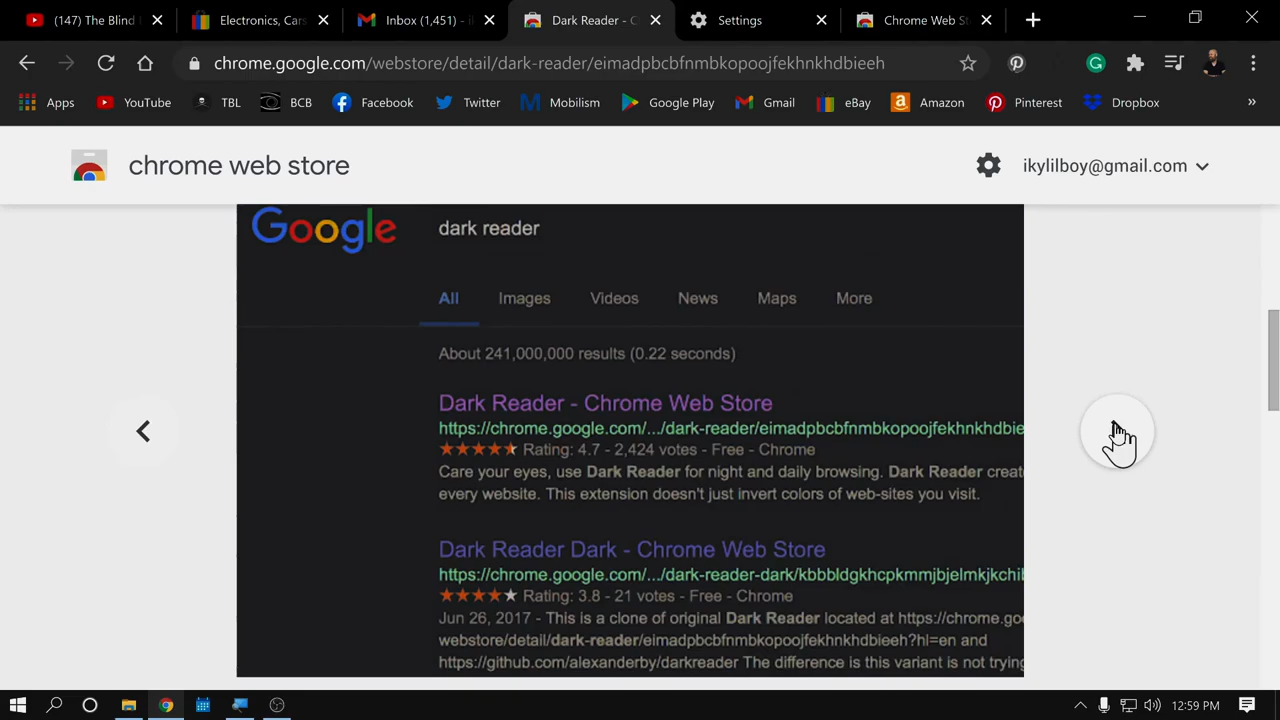 (147) The Blind
Electronics, Cars
Inbox (1,451) - i
Dark Reader - C
Settings
Chrome Web St
chrome.google.com/webstore/detail/dark-reader/eimadpbcbfnmbkopoojfekhnkhdbieeh
Apps YouTube TBL BCB Facebook Twitter Mobilism Google Play Gmail eBay Amazon Pinterest Dropbox »
chrome web store
ikylilboy@gmail.com
Google dark reader
All Images Videos News Maps More
About 241,000,000 results (0.22 seconds)
Dark Reader - Chrome Web Store
https://chrome.google.com/.../dark-reader/eimadpbcbfnmbkopoojfekhnkhdbiee
Rating: 4.7 - 2,424 votes - Free - Chrome
Care your eyes, use Dark Reader for night and daily browsing. Dark Reader creat
every website. This extension doesn't just invert colors of web-sites you visit.
Dark Reader Dark - Chrome Web Store
https://chrome.google.com/.../dark-reader-dark/kbbbldgkhcpkmmjbjelmkjkchib
Rating: 3.8 - 21 votes - Free - Chrome
Jun 26, 2017 - This is a clone of original Dark Reader located at https://chrome.goo
webstore/detail/dark-reader/eimadpbcbfnmbkopoojfekhnkhdbieeh?hl=en and
https://github.com/alexanderby/darkreader The difference is this variant is not trying
12:59 PM